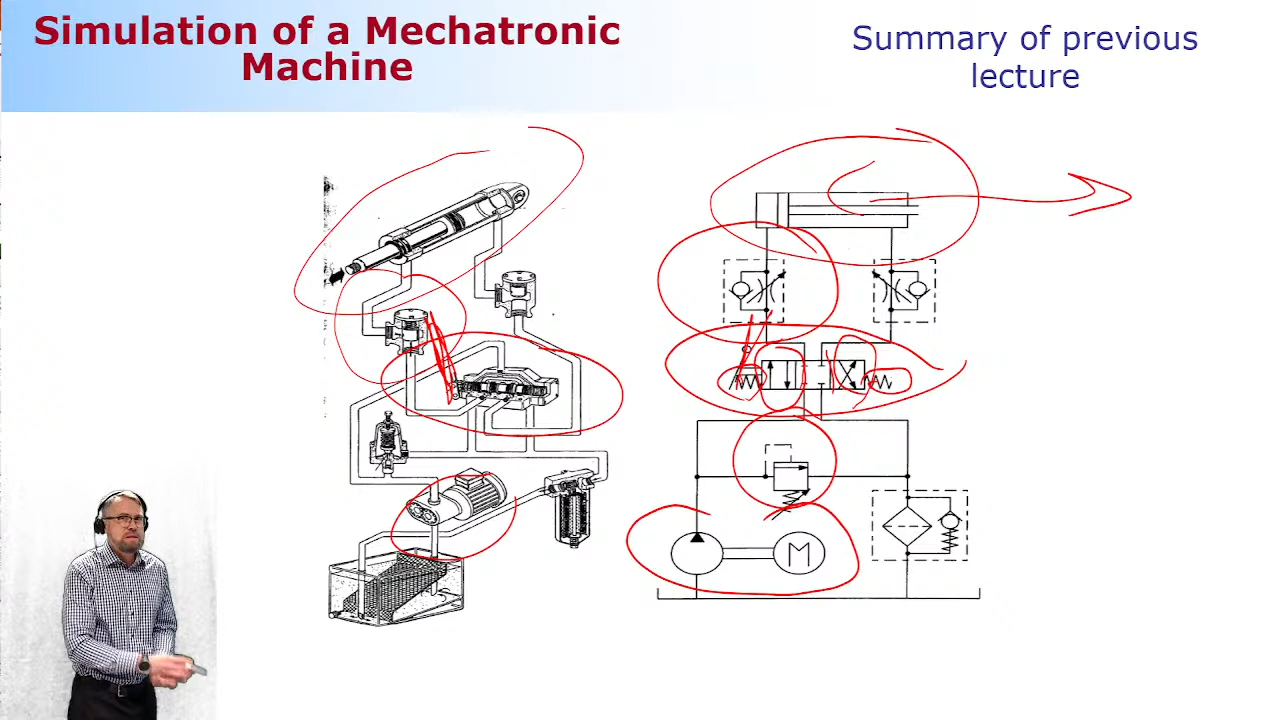 Simulation of a Mechatronic
Machine
Summary of previous
lecture
M